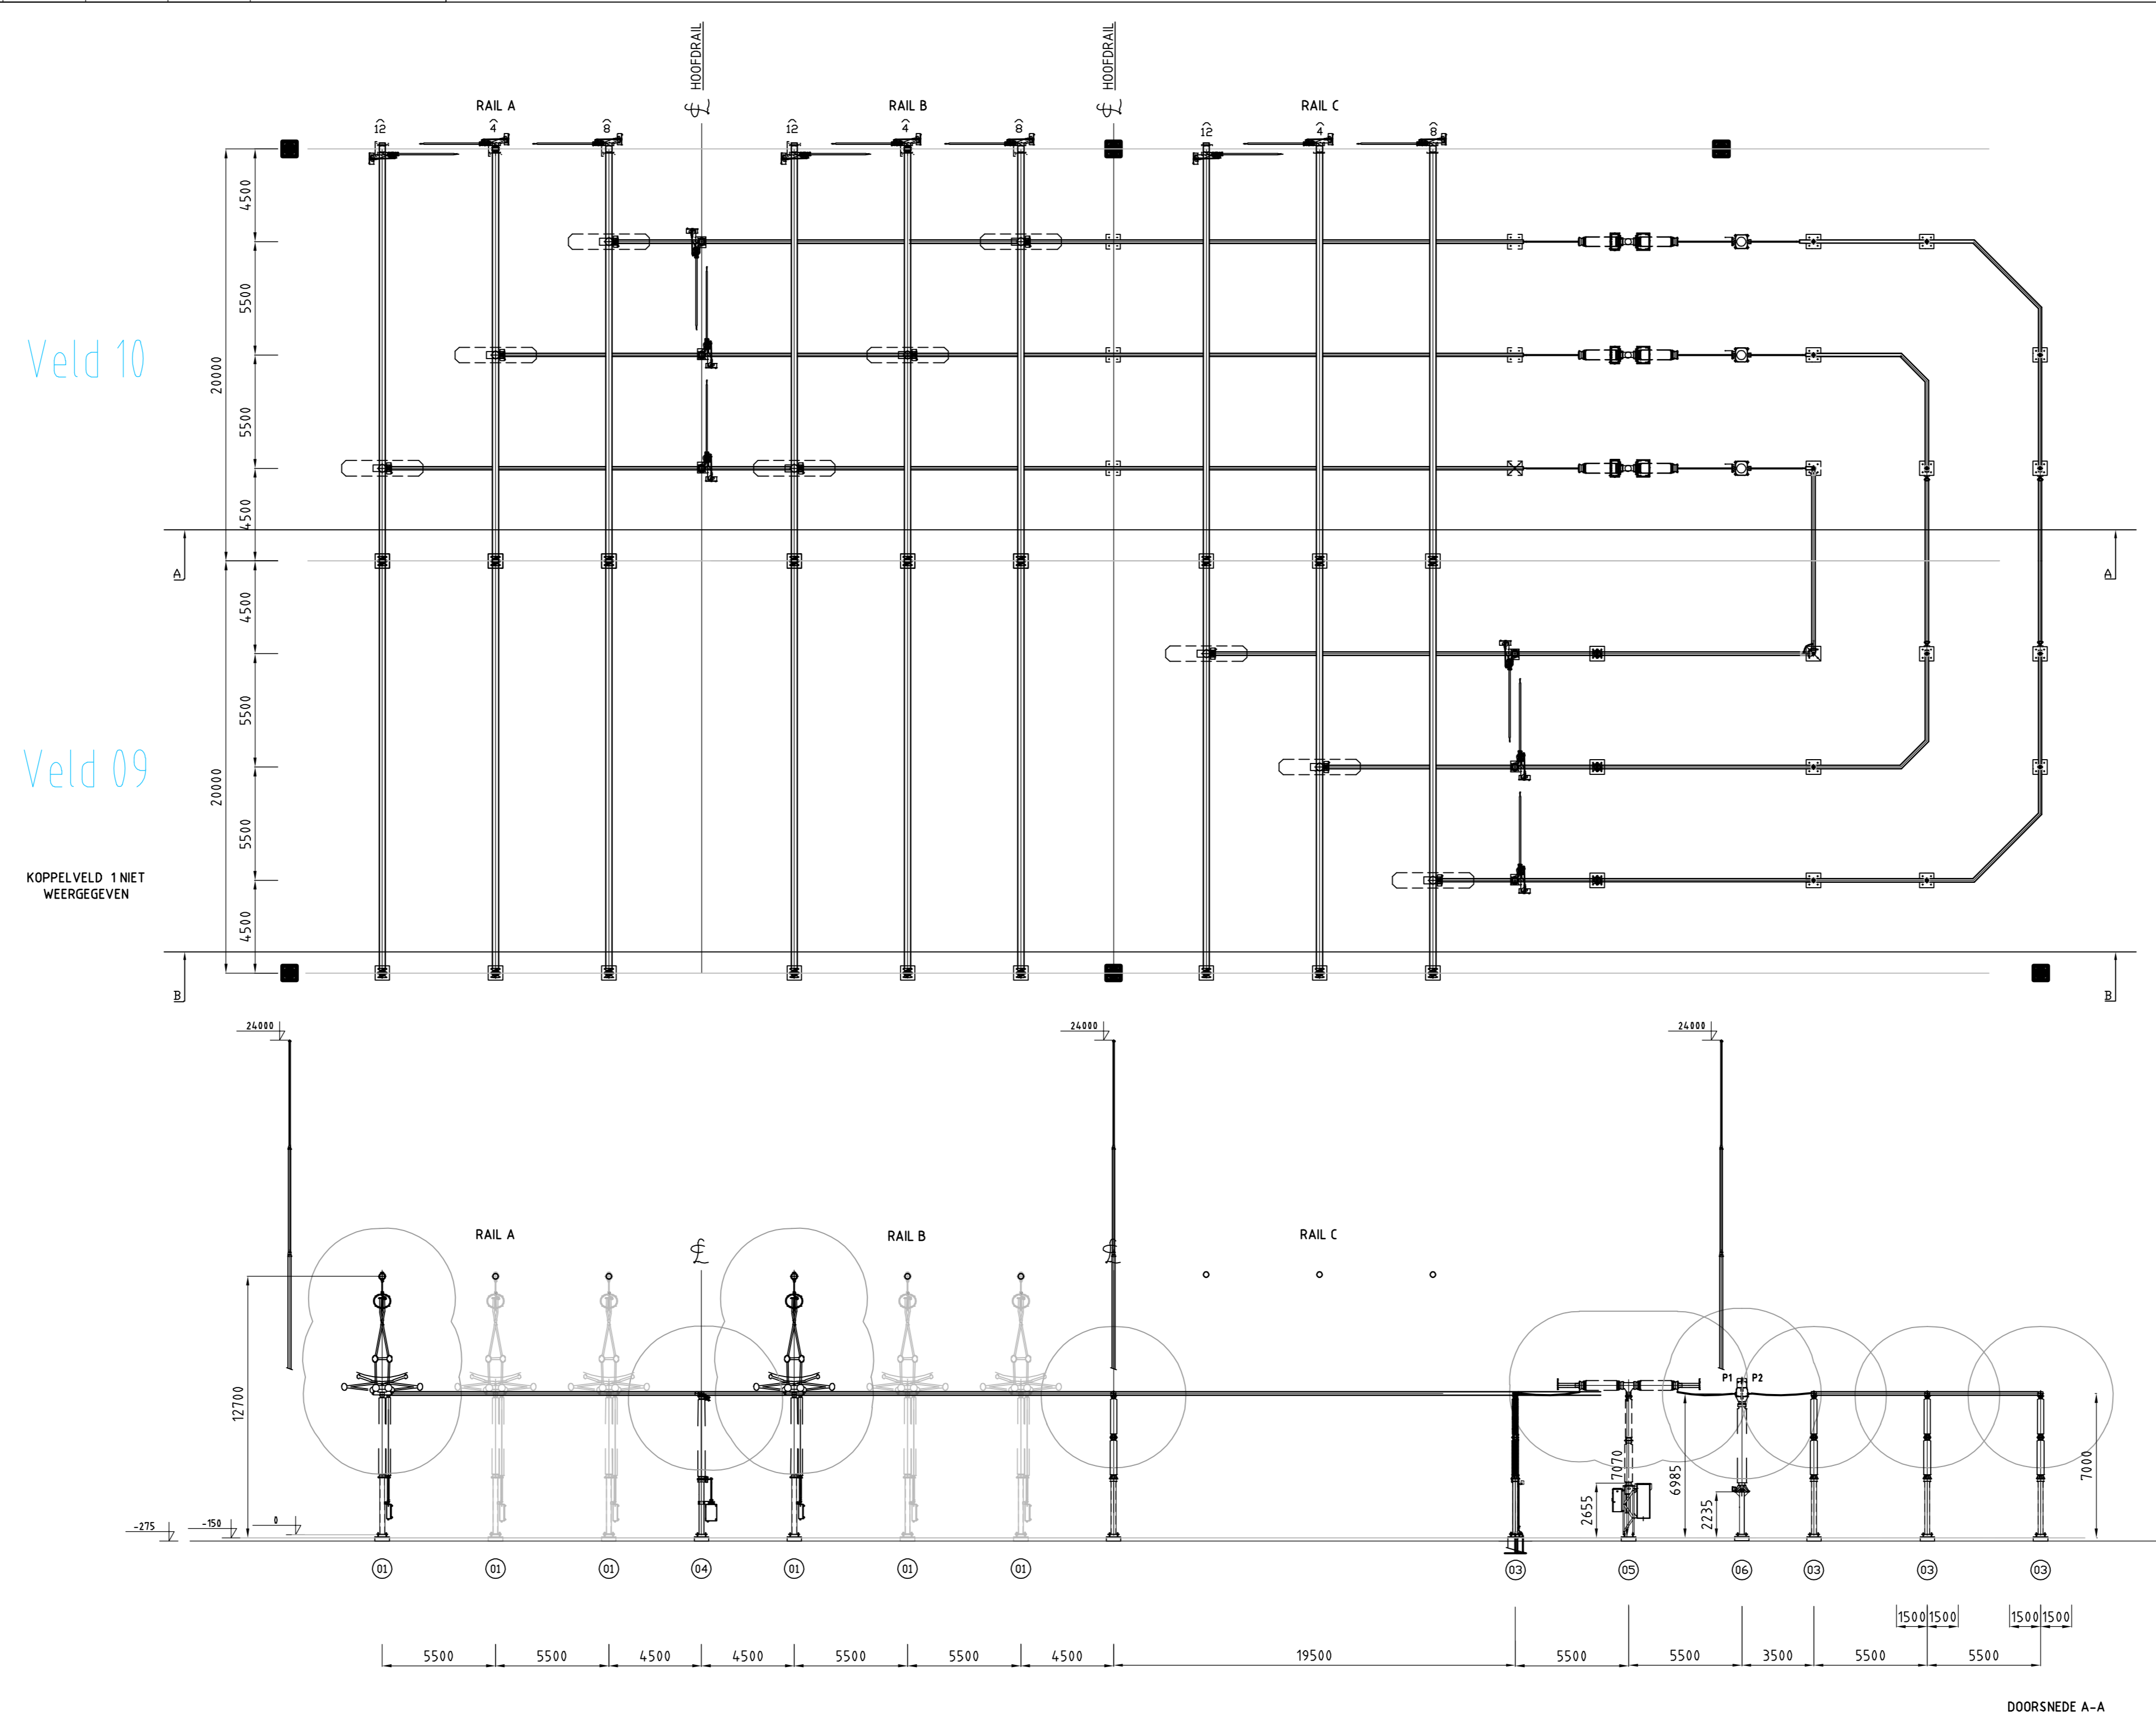 HOOFDRAIL
HOOFDRAIL
RAIL A
RAIL B
RAIL C
12 4 8 12 4 8 12 4 8
4500
5500
5500
4500
20000
Veld 10
A
A
4500
5500
5500
4500
20000
Veld 09
KOPPELVELD 1 NIET
WEERGEGEVEN
B
B
24000
24000
24000
RAIL A
RAIL B
RAIL C
12700
P1 P2
7070
2655
6985
2235
7000
-275
-150
0
01 01 01 04 01 01 01 03 05 06 03 03 03
1500 1500 1500 1500
5500 5500 4500 4500 5500 5500 4500 19500 5500 5500 3500 5500 5500
DOORSNEDE A-A